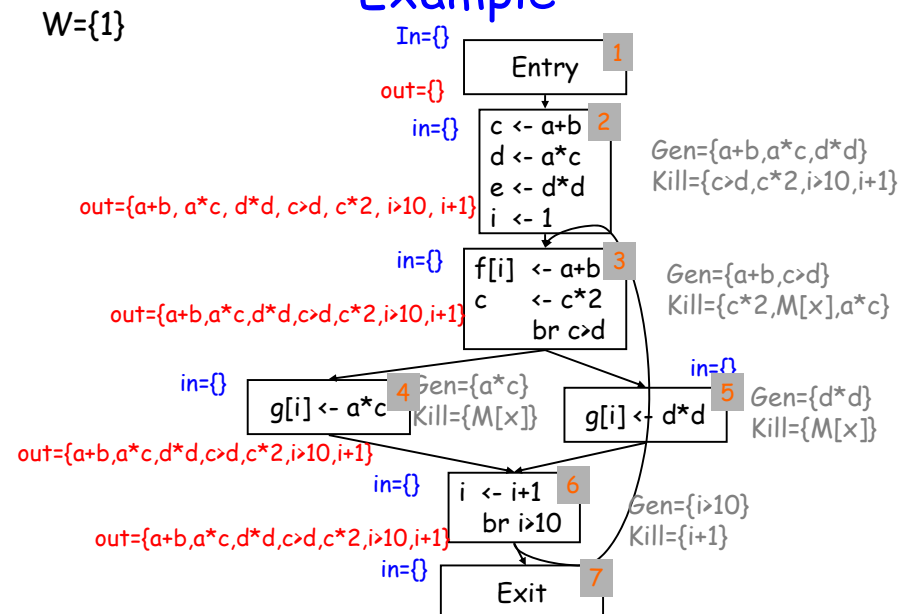 Example
W={1}
In={}
1
Entry
out={}
in={}
2
c <- a+b
d <- a*c
e <- d*d
i <- 1
Gen={a+b,a*c,d*d}
Kill={c>d,c*2,i>10,i+1}
out={a+b, a*c, d*d, c>d, c*2, i>10, i+1}
in={}
3
f[i] <- a+b
c <- c*2
br c>d
Gen={a+b,c>d}
Kill={c*2,M[x],a*c}
out={a+b,a*c,d*d,c>d,c*2,i>10,i+1}
in={}
4
g[i] <- a*c
Gen={a*c}
Kill={M[x]}
in={}
5
g[i] <- d*d
Gen={d*d}
Kill={M[x]}
out={a+b,a*c,d*d,c>d,c*2,i>10,i+1}
in={}
6
i <- i+1
br i>10
Gen={i>10}
Kill={i+1}
out={a+b,a*c,d*d,c>d,c*2,i>10,i+1}
in={}
7
Exit